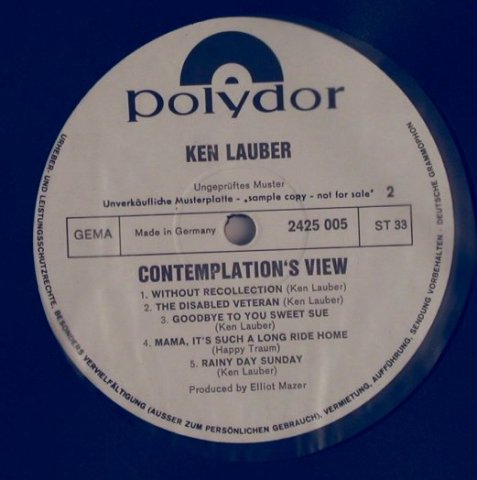 polydor
KEN LAUBER
Ungeprüftes Muster
Unverkäufliche Musterplatte - „sample copy - not for sale“ 2
GEMA Made in Germany 2425 005 ST 33
CONTEMPLATION'S VIEW
1. WITHOUT RECOLLECTION (Ken Lauber)
2. THE DISABLED VETERAN (Ken Lauber)
3. GOODBYE TO YOU SWEET SUE
(Ken Lauber)
4. MAMA, IT'S SUCH A LONG RIDE HOME
(Happy Traum)
5. RAINY DAY SUNDAY
(Ken Lauber)
Produced by Elliot Mazer
URHEBER- UND LEISTUNGSSCHUTZRECHTE, BESONDERS VERVIELFÄLTIGUNG (AUSSER ZUM PERSÖNLICHEN GEBRAUCH), VERMIETUNG, AUFFÜHRUNG, SENDUNG VORBEHALTEN · DEUTSCHE GRAMMOPHON